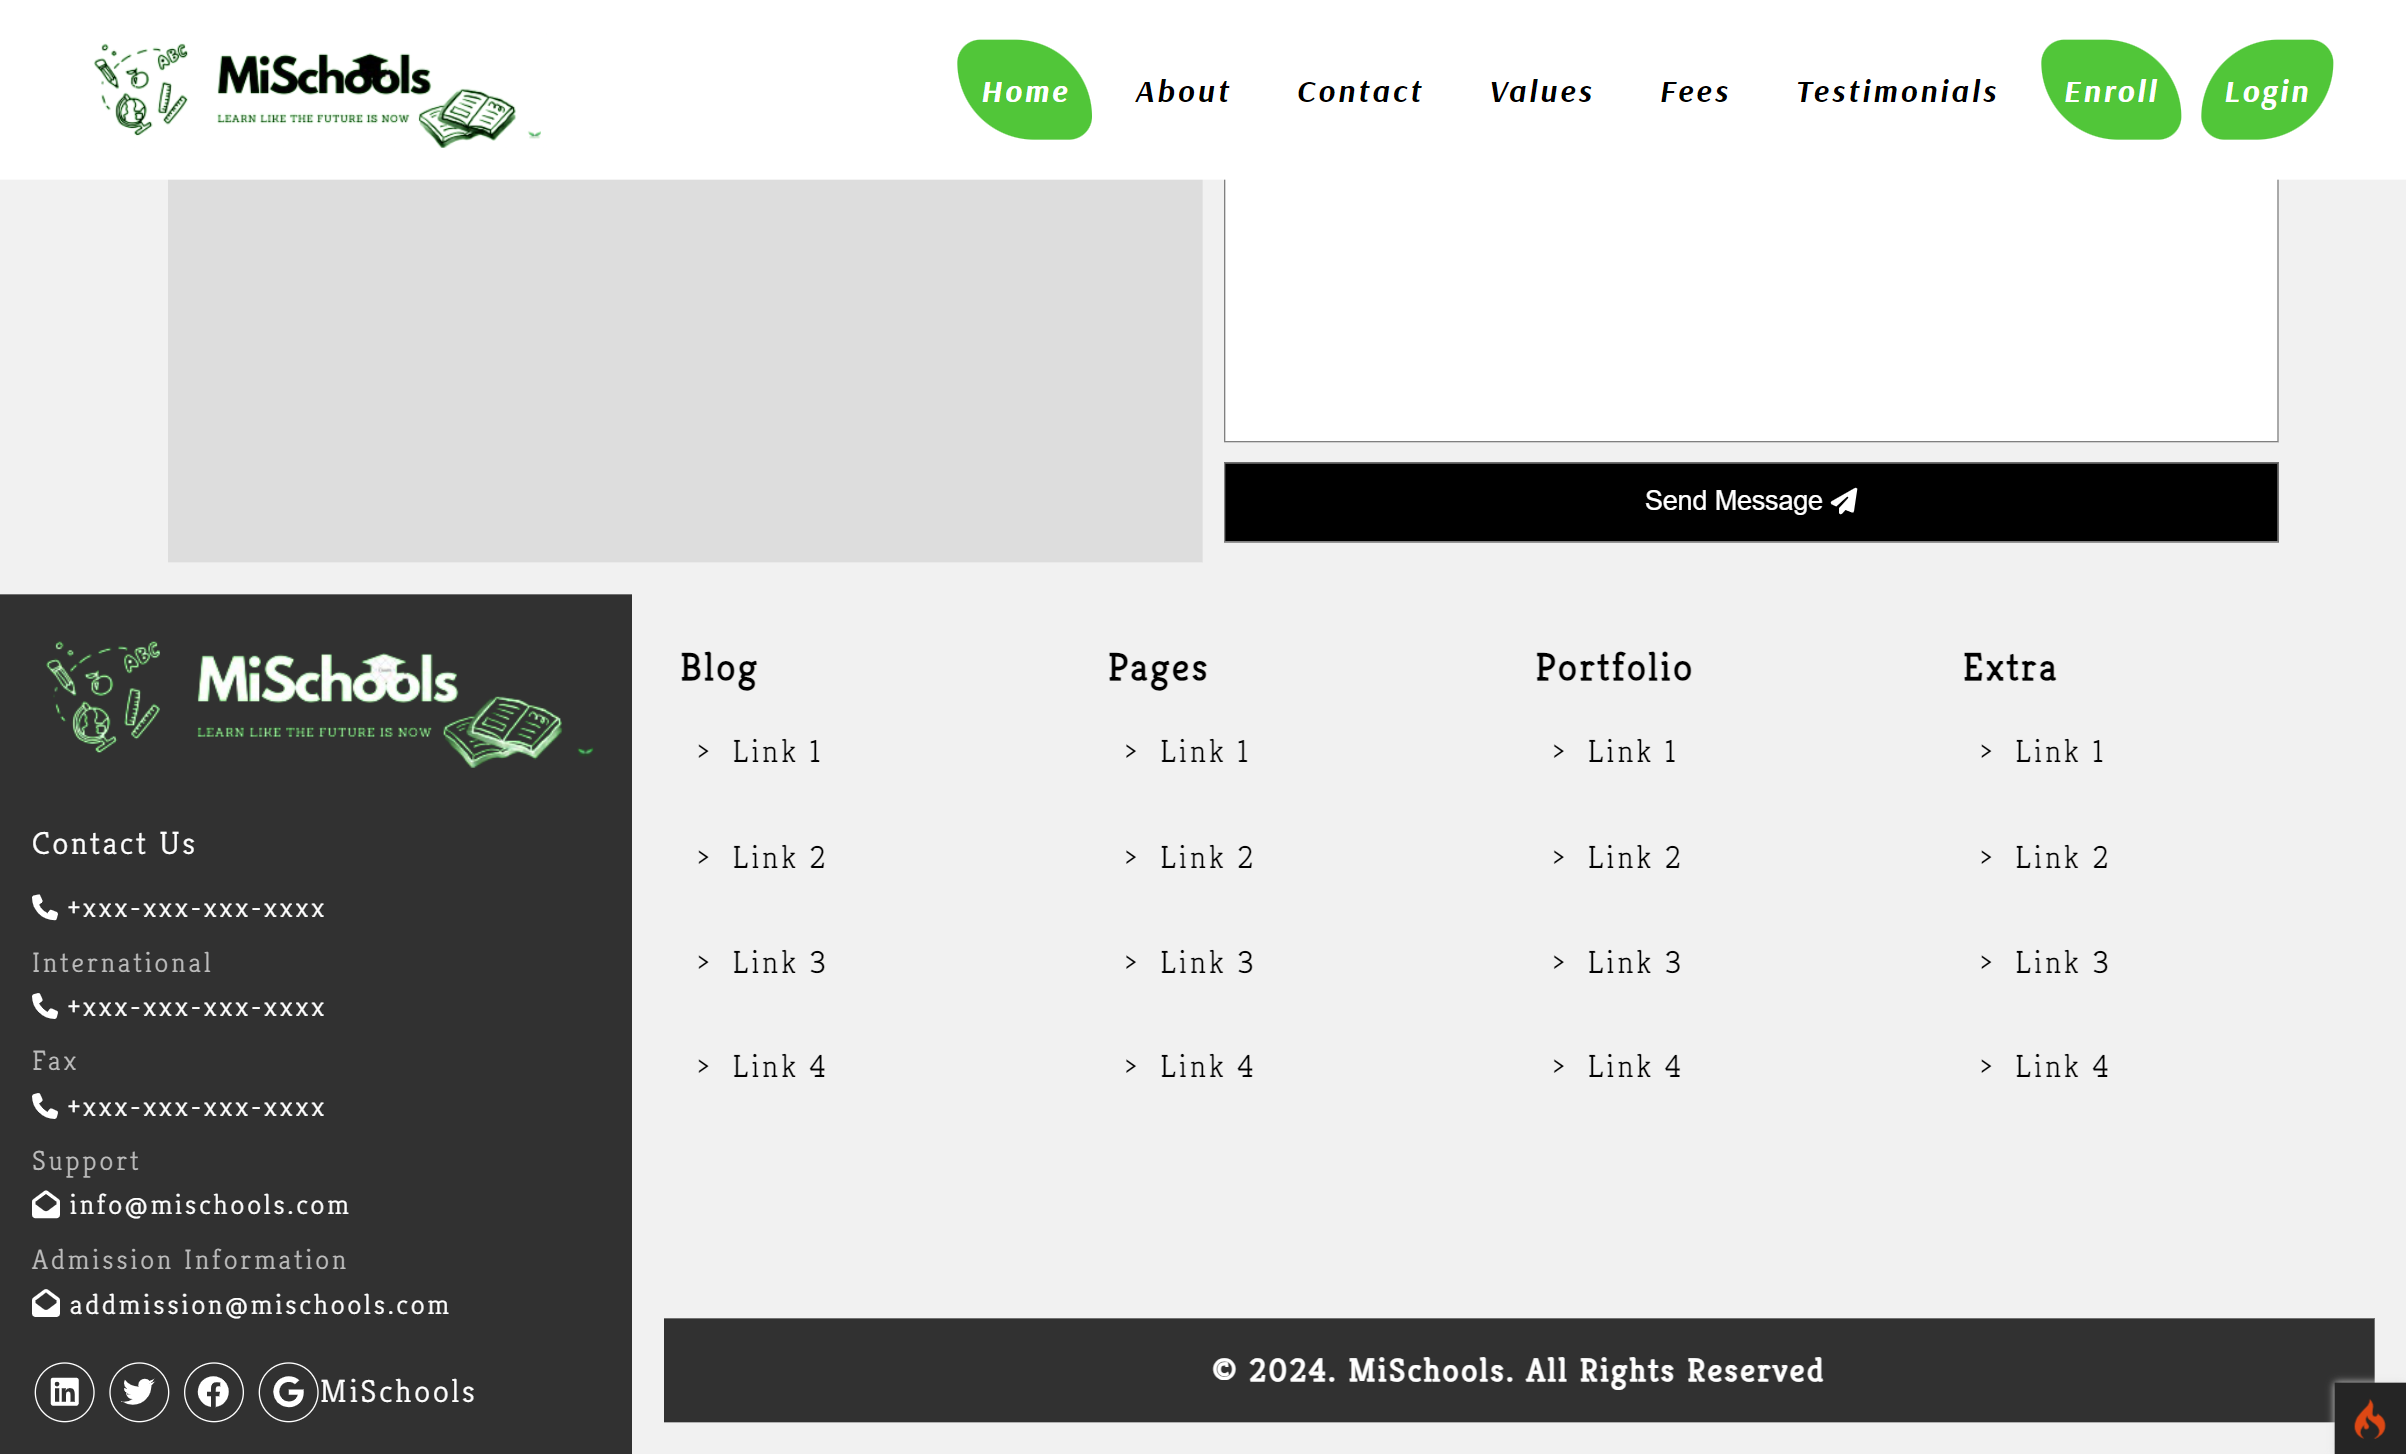 ABC
MiSchools
LEARN LIKE THE FUTURE IS NOW
Home
About
Contact
Values
Fees
Testimonials
Enroll
Login
Send Message
ABC
MiSchools
LEARN LIKE THE FUTURE IS NOW
Contact Us
+xxx-xxx-xxx-xxxx
International
+xxx-xxx-xxx-xxxx
Fax
+xxx-xxx-xxx-xxxx
Support
info@mischools.com
Admission Information
addmission@mischools.com
MiSchools
Blog
> Link 1
> Link 2
> Link 3
> Link 4
Pages
> Link 1
> Link 2
> Link 3
> Link 4
Portfolio
> Link 1
> Link 2
> Link 3
> Link 4
Extra
> Link 1
> Link 2
> Link 3
> Link 4
© 2024. MiSchools. All Rights Reserved